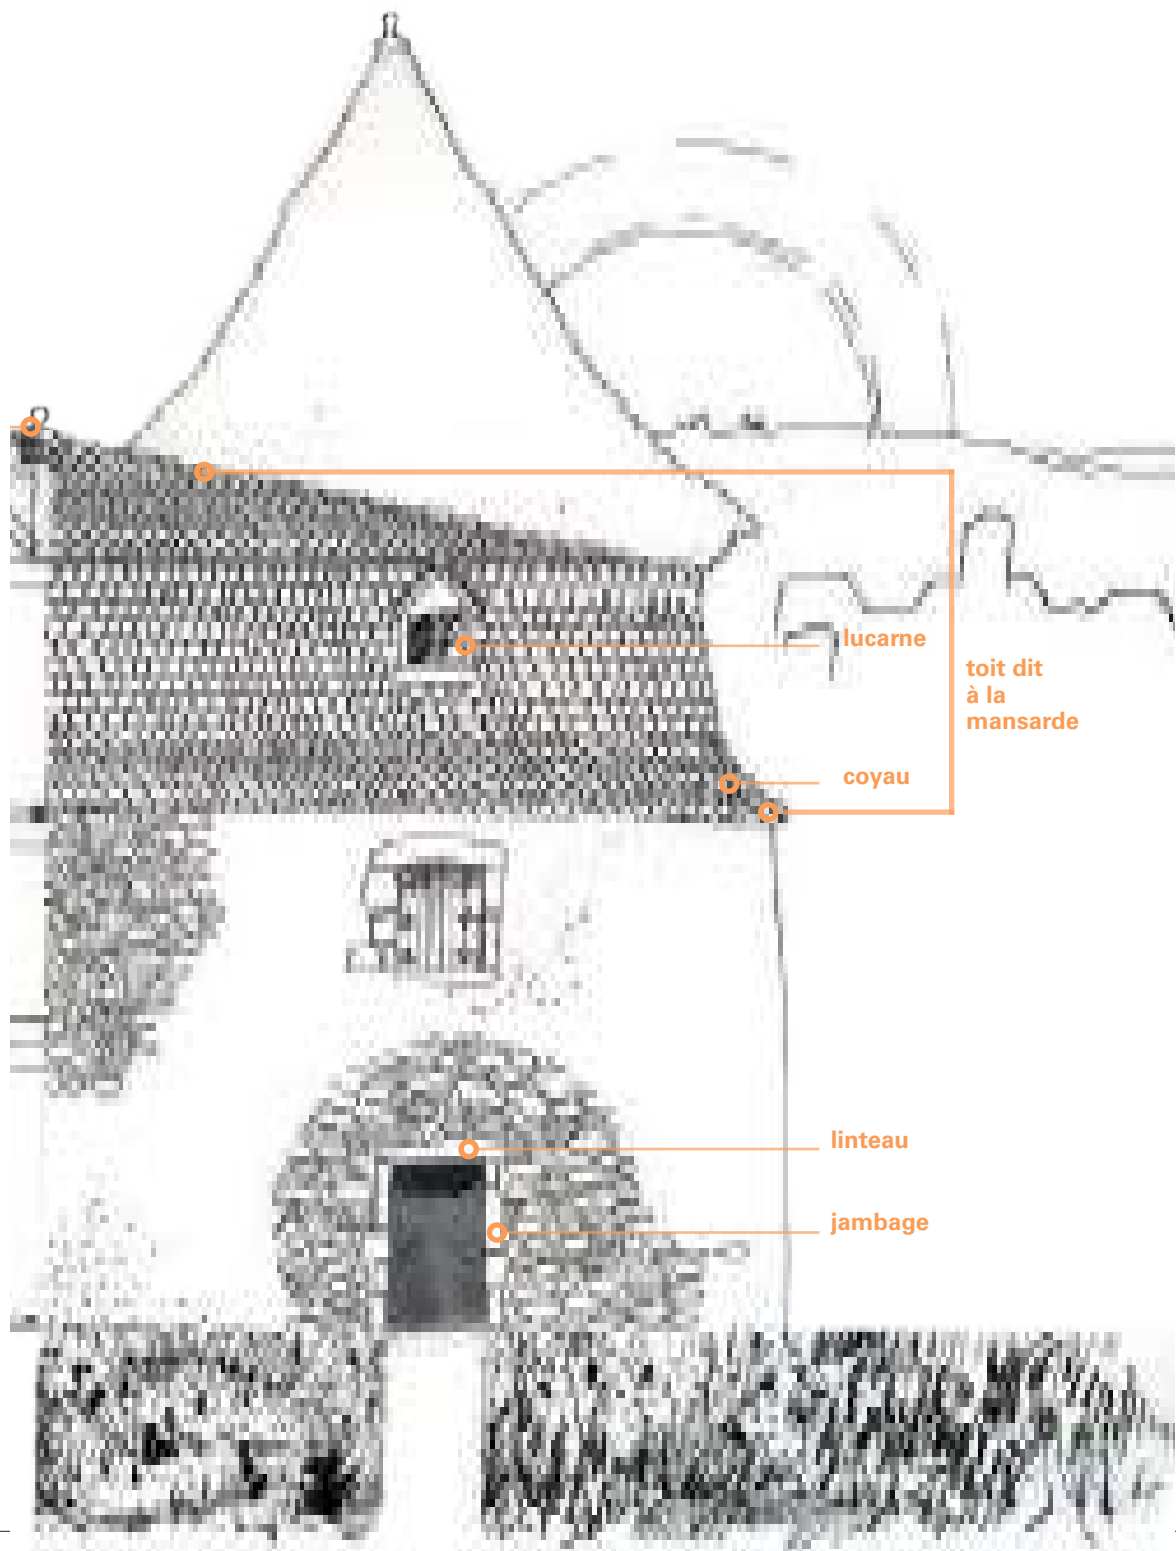 lucarne
toit dit
à la
mansarde
coyau
linteau
jambage